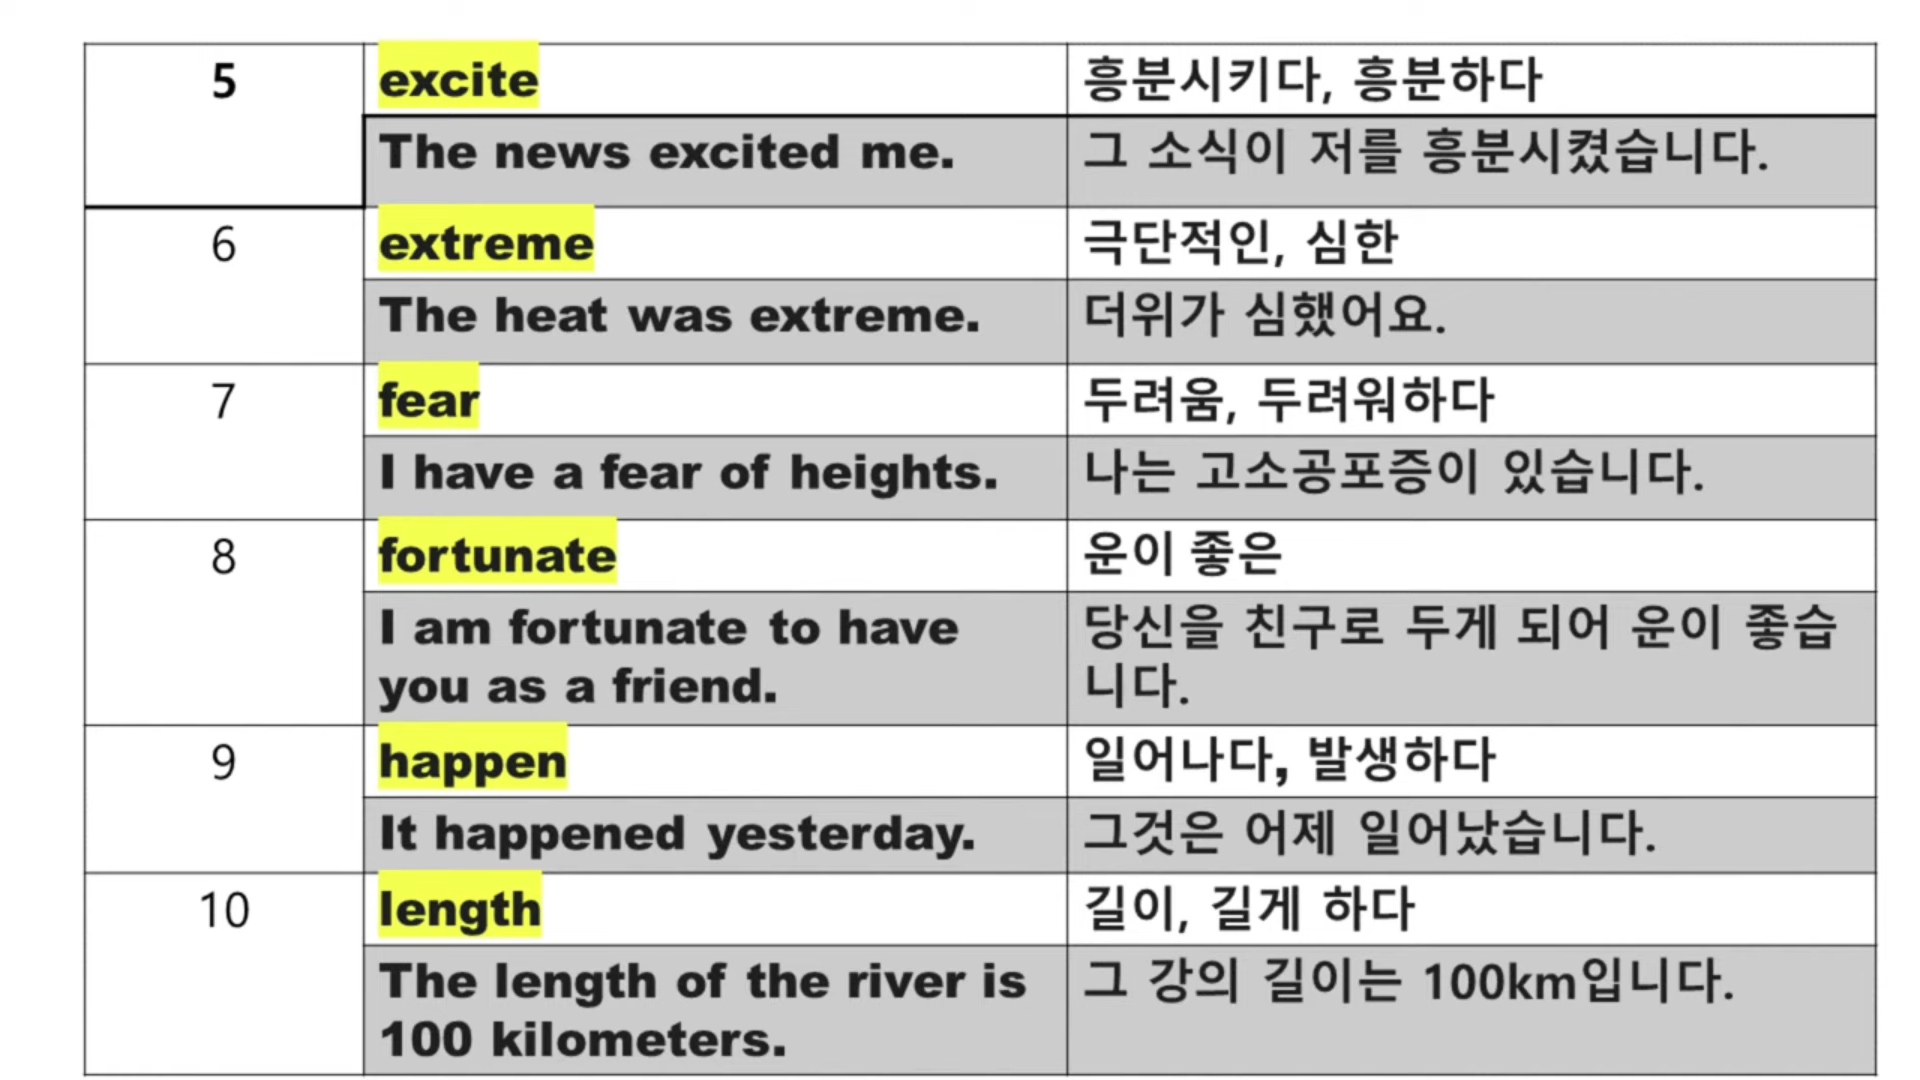 5 excite 흥분시키다, 흥분하다
The news excited me. 그 소식이 저를 흥분시켰습니다.
6 extreme 극단적인, 심한
The heat was extreme. 더위가 심했어요.
7 fear 두려움, 두려워하다
I have a fear of heights. 나는 고소공포증이 있습니다.
8 fortunate 운이 좋은
I am fortunate to have
you as a friend.
당신을 친구로 두게 되어 운이 좋습
니다.
9 happen 일어나다, 발생하다
It happened yesterday. 그것은 어제 일어났습니다.
10 length 길이, 길게 하다
The length of the river is
100 kilometers.
그 강의 길이는 100km입니다.